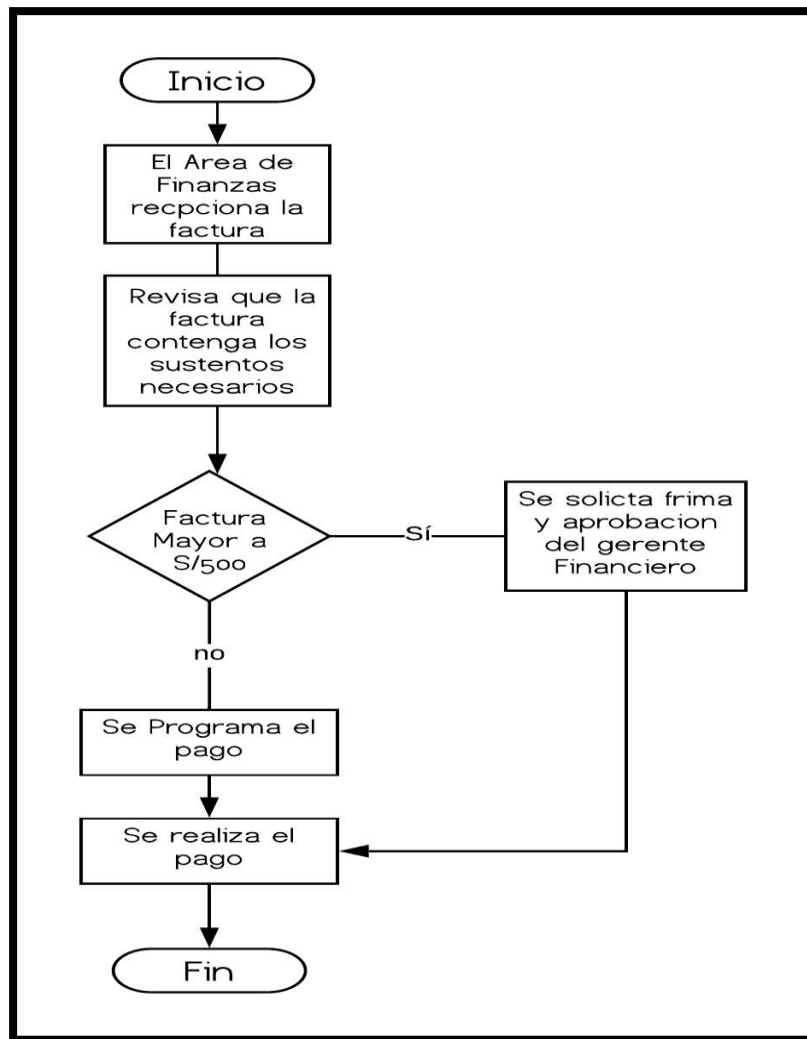 Inicio
El Area de
Finanzas
recpciona la
factura
Revisa que la
factura
contenga los
sustentos
necesarios
Factura
Mayor a
S/500
Sí
Se solicta frima
y aprobacion
del gerente
Financiero
no
Se Programa el
pago
Se realiza el
pago
Fin